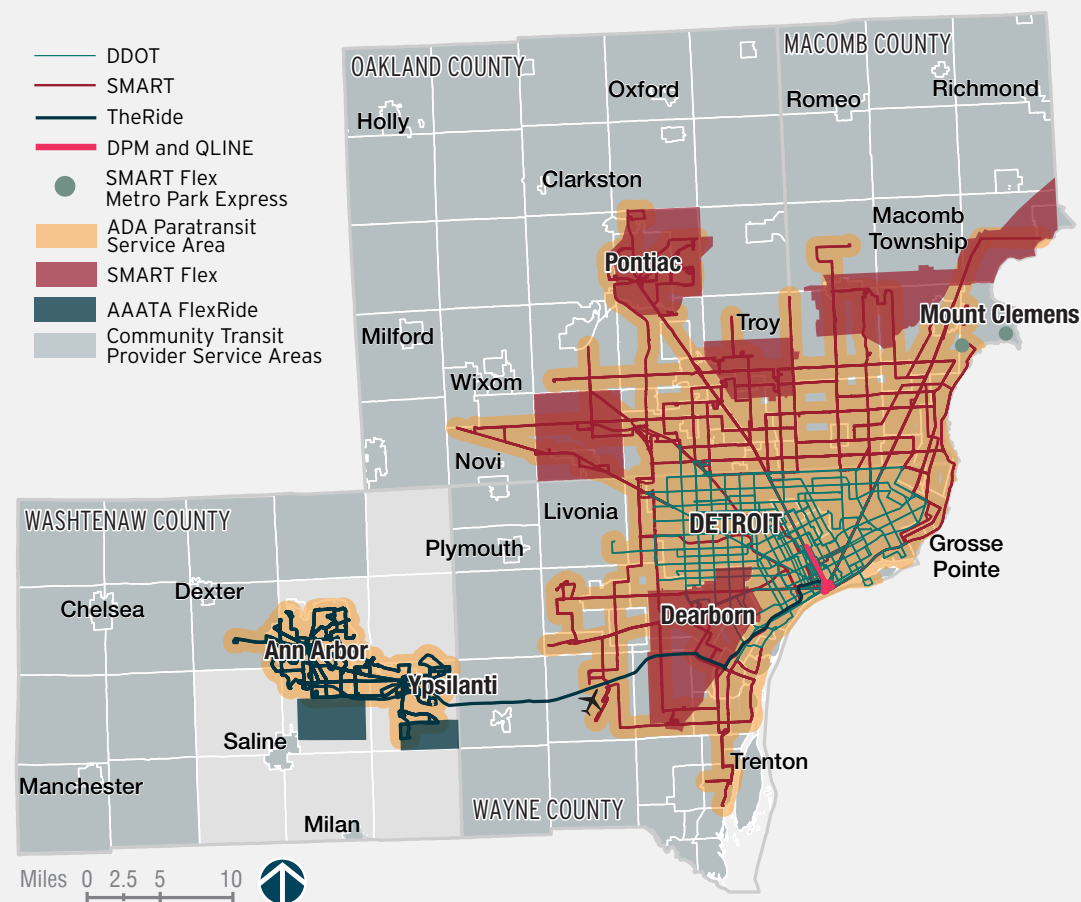 DDOT
SMART
TheRide
DPM and QLINE
SMART Flex
Metro Park Express
ADA Paratransit
Service Area
SMART Flex
AAATA FlexRide
Community Transit
Provider Service Areas
OAKLAND COUNTY
MACOMB COUNTY
Oxford
Romeo
Richmond
Holly
Clarkston
Macomb
Township
Pontiac
Mount Clemens
Troy
Milford
Wixom
Novi
Livonia
DETROIT
WASHTENAW COUNTY
Plymouth
Grosse
Pointe
Dexter
Chelsea
Dearborn
Ann Arbor
Ypsilanti
Saline
Trenton
Manchester
WAYNE COUNTY
Milan
Miles 0 2.5 5 10